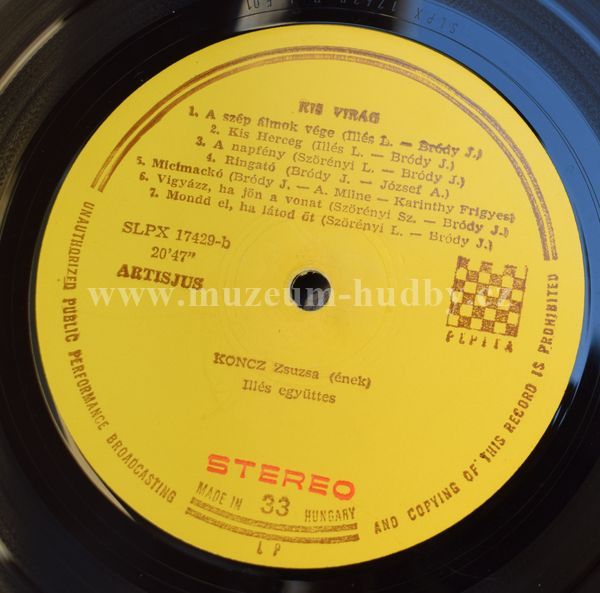 KIS VIRÁG
1. A szép álmok vége (Illés L. — Bródy J.)
2. Kis Herceg (Illés L. — Bródy J.)
3. A napfény (Szörényi L. — Bródy J.)
4. Ringató (Bródy J. — József A.)
5. Micimackó (Bródy J. — A. Milne — Karinthy Frigyes)
6. Vigyázz, ha jön a vonat (Szörényi Sz. — Bródy J.)
7. Mondd el, ha látod őt (Szörényi L. — Bródy J.)
SLPX 17429-b
20'47"
ARTISJUS
PEPITA
www.muzeum-hudby.cz
KONCZ Zsuzsa (ének)
Illés együttes
STEREO
MADE IN 33 HUNGARY
LP
UNAUTHORIZED PUBLIC PERFORMANCE BROADCASTING
AND COPYING OF THIS RECORD IS PROHIBITED